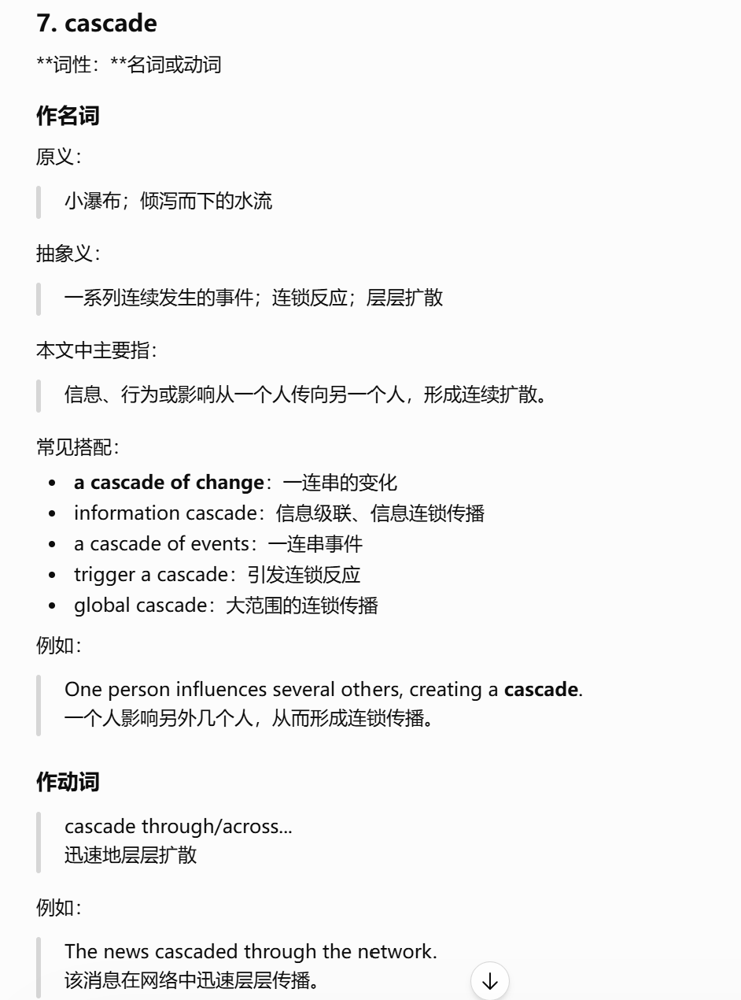 7. cascade
**词性：**名词或动词
作名词
原义：
小瀑布；倾泻而下的水流
抽象义：
一系列连续发生的事件；连锁反应；层层扩散
本文中主要指：
信息、行为或影响从一个人传向另一个人，形成连续扩散。
常见搭配：
• a cascade of change：一连串的变化
• information cascade：信息级联、信息连锁传播
• a cascade of events：一连串事件
• trigger a cascade：引发连锁反应
• global cascade：大范围的连锁传播
例如：
One person influences several others, creating a cascade.
一个人影响另外几个人，从而形成连锁传播。
作动词
cascade through/across...
迅速地层层扩散
例如：
The news cascaded through the network.
该消息在网络中迅速层层传播。